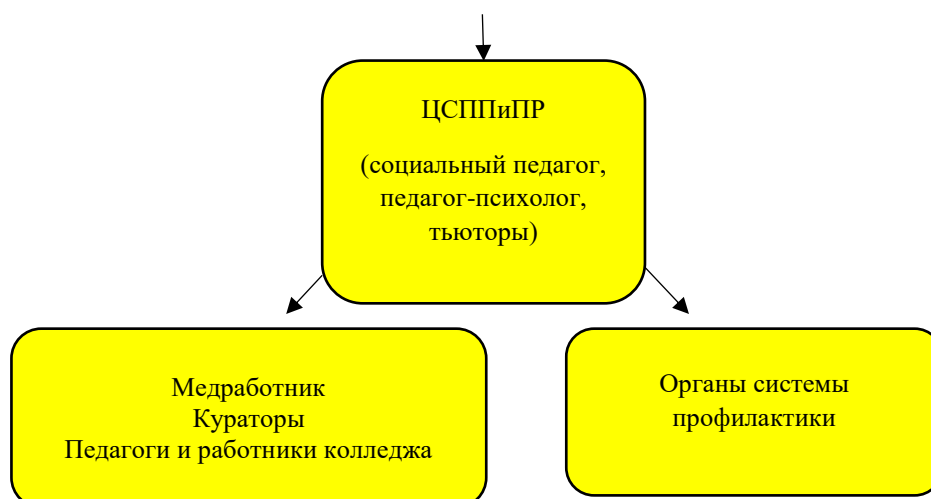 ЦСППиПР
(социальный педагог,
педагог-психолог,
тьюторы)
Медработник
Кураторы
Педагоги и работники колледжа
Органы системы
профилактики